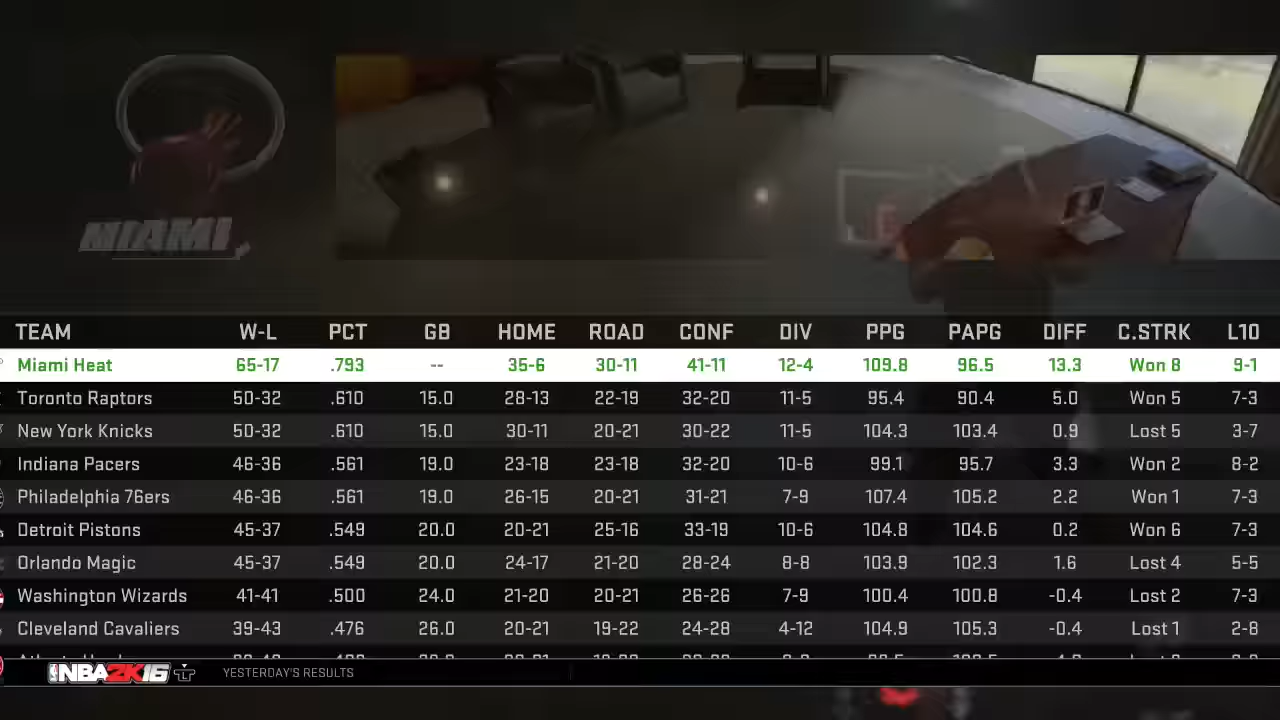 MIAMI
TEAM W-L PCT GB HOME ROAD CONF DIV PPG PAPG DIFF C.STRK L10
Miami Heat 65-17 .793 -- 35-6 30-11 41-11 12-4 109.8 96.5 13.3 Won 8 9-1
Toronto Raptors 50-32 .610 15.0 28-13 22-19 32-20 11-5 95.4 90.4 5.0 Won 5 7-3
New York Knicks 50-32 .610 15.0 30-11 20-21 30-22 11-5 104.3 103.4 0.9 Lost 5 3-7
Indiana Pacers 46-36 .561 19.0 23-18 23-18 32-20 10-6 99.1 95.7 3.3 Won 2 8-2
Philadelphia 76ers 46-36 .561 19.0 26-15 20-21 31-21 7-9 107.4 105.2 2.2 Won 1 7-3
Detroit Pistons 45-37 .549 20.0 20-21 25-16 33-19 10-6 104.8 104.6 0.2 Won 6 7-3
Orlando Magic 45-37 .549 20.0 24-17 21-20 28-24 8-8 103.9 102.3 1.6 Lost 4 5-5
Washington Wizards 41-41 .500 24.0 21-20 20-21 26-26 7-9 100.4 100.8 -0.4 Lost 2 7-3
Cleveland Cavaliers 39-43 .476 26.0 20-21 19-22 24-28 4-12 104.9 105.3 -0.4 Lost 1 2-8
NBA2K16 YESTERDAY'S RESULTS